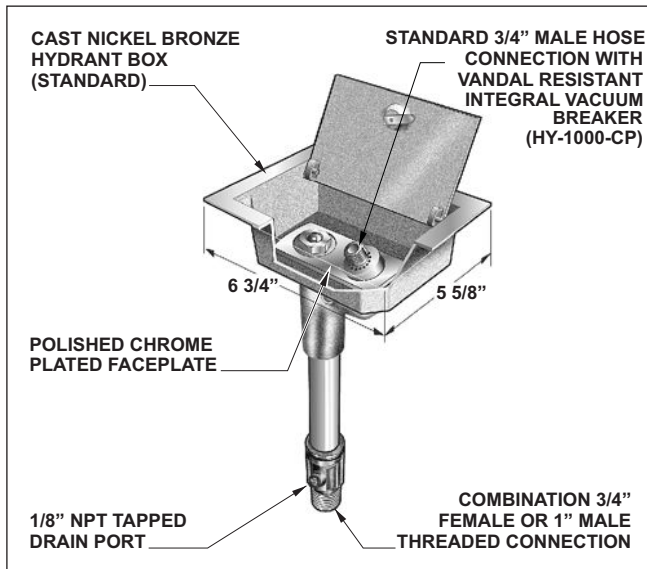 CAST NICKEL BRONZE
HYDRANT BOX
(STANDARD)
STANDARD 3/4” MALE HOSE
CONNECTION WITH
VANDAL RESISTANT
INTEGRAL VACUUM
BREAKER
(HY-1000-CP)
6 3/4”
5 5/8”
POLISHED CHROME
PLATED FACEPLATE
1/8” NPT TAPPED
DRAIN PORT
COMBINATION 3/4”
FEMALE OR 1” MALE
THREADED CONNECTION